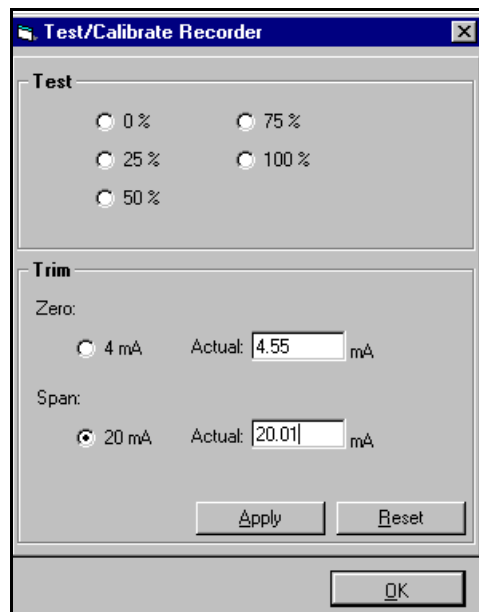 Test/Calibrate Recorder
Test
0 % 75 %
25 % 100 %
50 %
Trim
Zero:
4 mA Actual: 4.55 mA
Span:
20 mA Actual: 20.01 mA
Apply Reset
OK